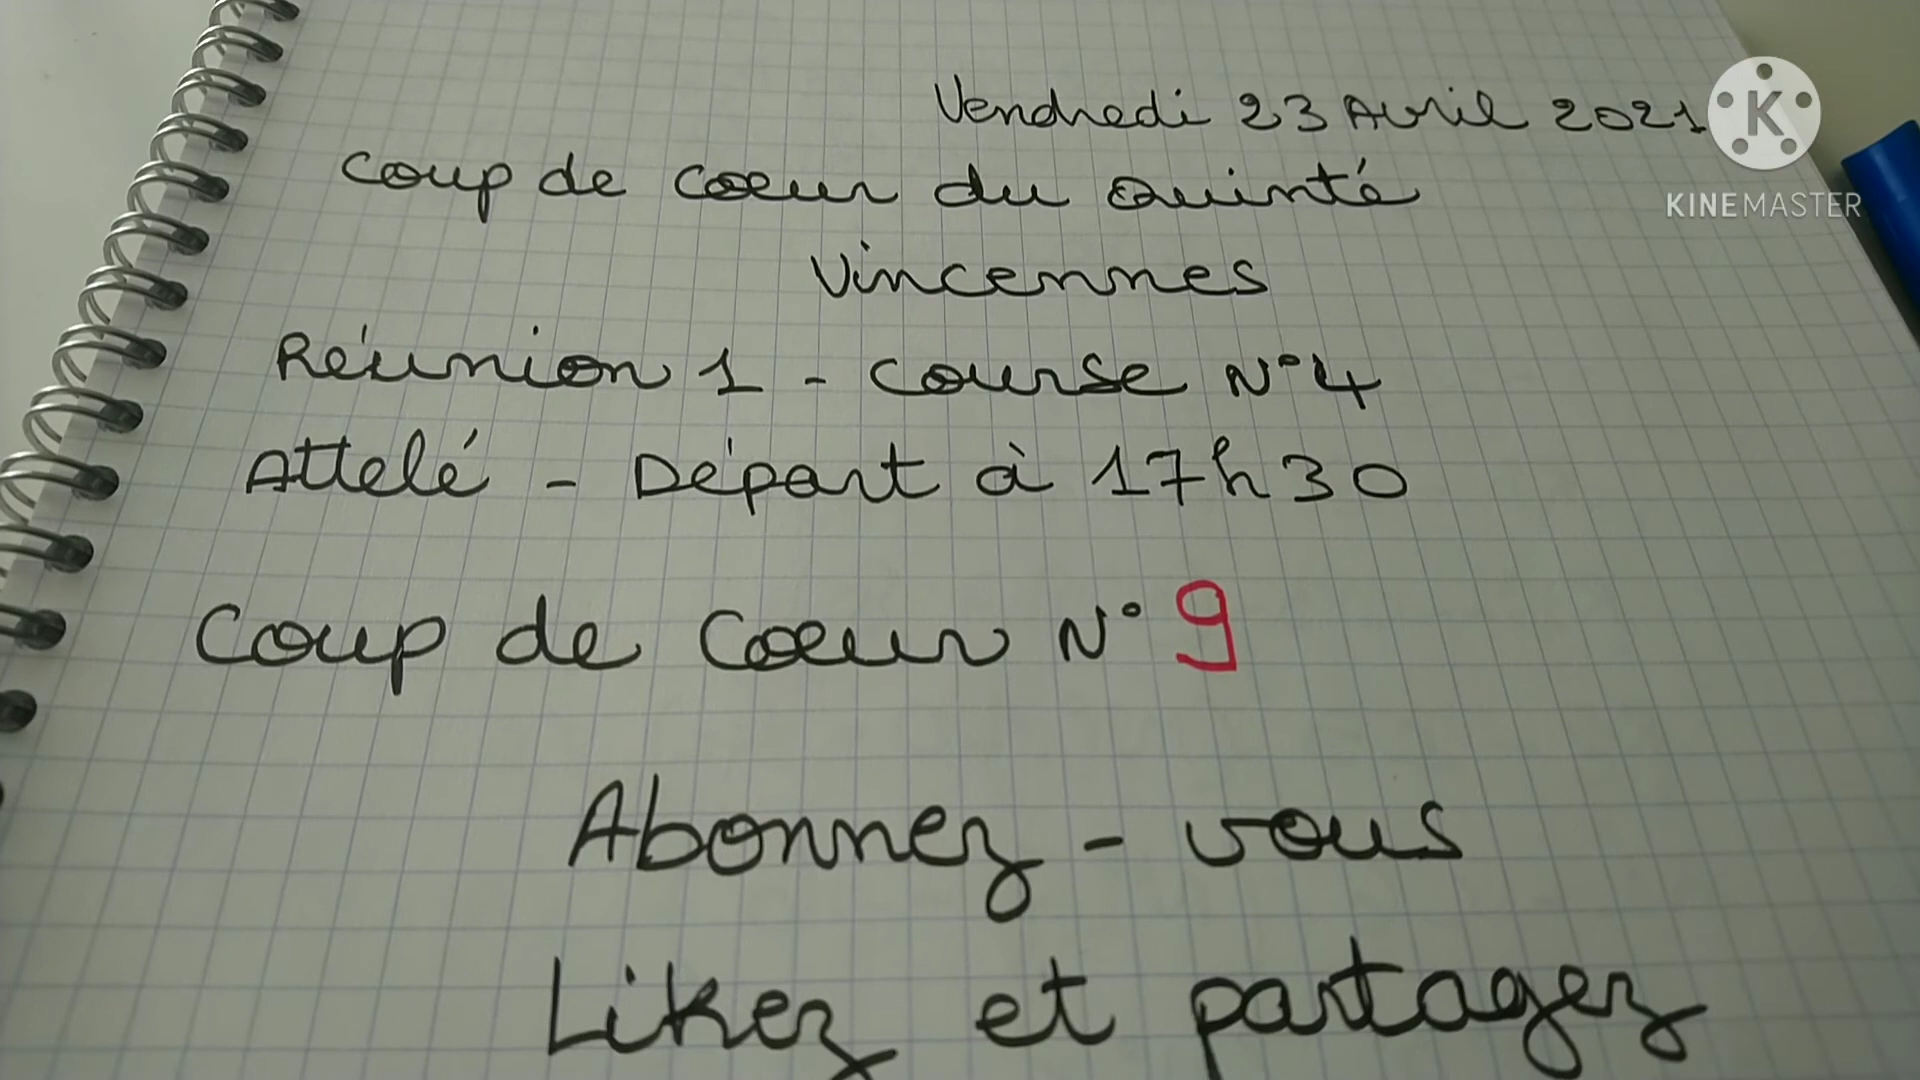 Vendredi 23 Avril 2021
Coup de coeur du Quinté
Vincennes
Réunion 1 - Course N°4
Attelé - Départ à 17h30
Coup de Coeur N° 9
Abonnez-vous
Likez et partagez
K
KINEMASTER